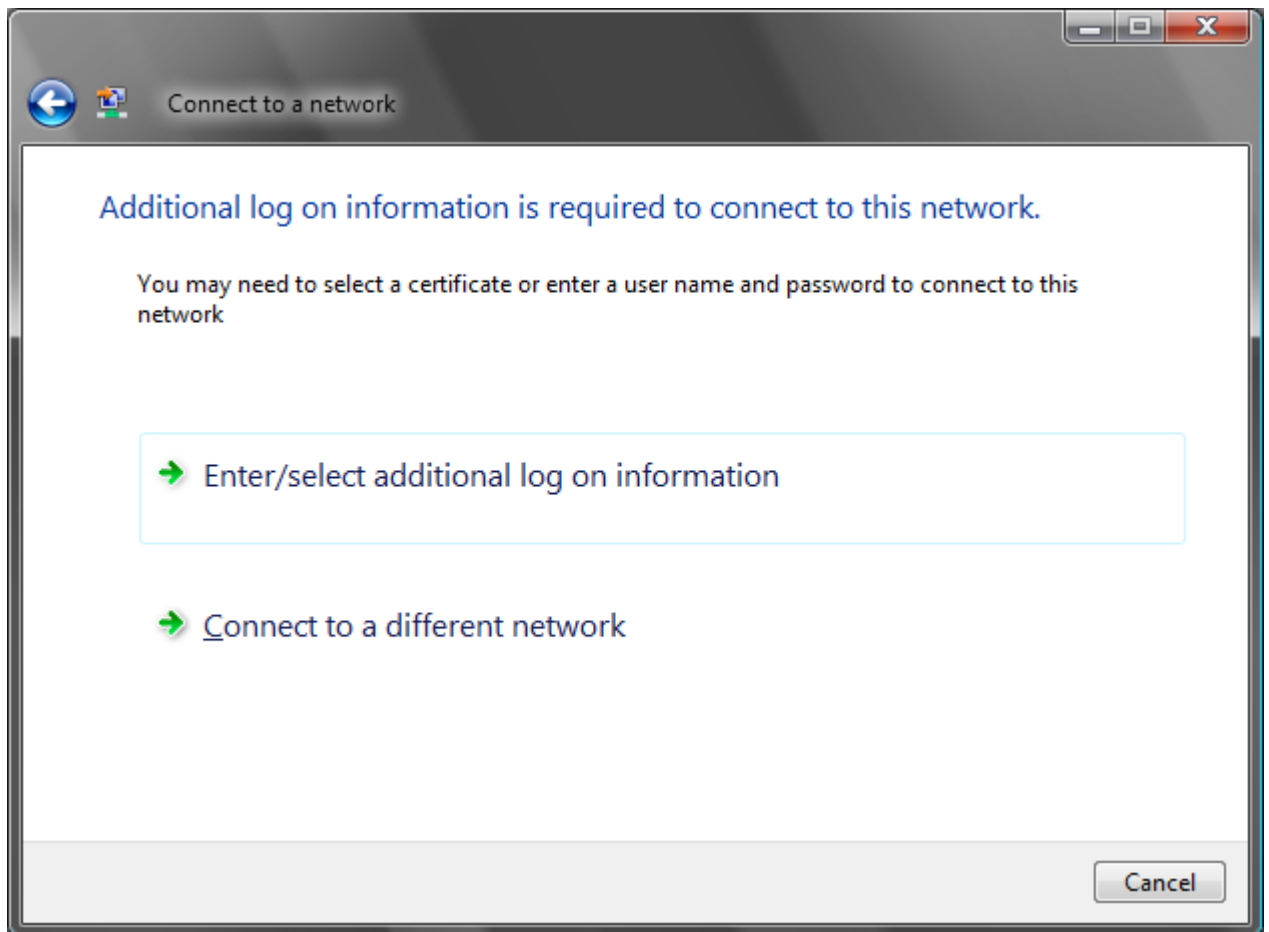 Connect to a network
Additional log on information is required to connect to this network.
You may need to select a certificate or enter a user name and password to connect to this
network
Enter/select additional log on information
Connect to a different network
Cancel